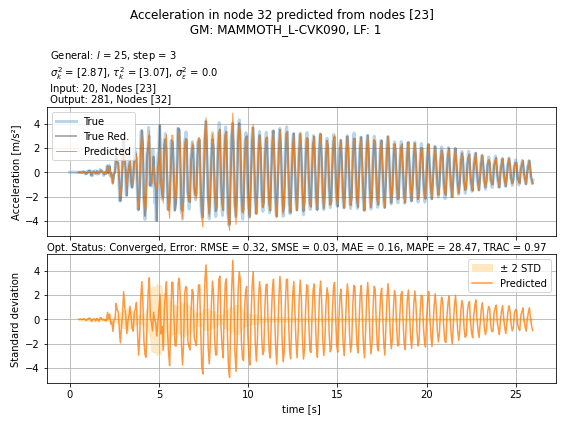 Acceleration in node 32 predicted from nodes [23]
GM: MAMMOTH_L-CVK090, LF: 1
General: l = 25, step = 3
σ²ₖ = [2.87], τ²ₖ = [3.07], σ²ₑ = 0.0
Input: 20, Nodes [23]
Output: 281, Nodes [32]
True
True Red.
Predicted
Acceleration [m/s²]
4
2
0
−2
−4
Opt. Status: Converged, Error: RMSE = 0.32, SMSE = 0.03, MAE = 0.16, MAPE = 28.47, TRAC = 0.97
± 2 STD
Predicted
Standard deviation
4
2
0
−2
−4
0 5 10 15 20 25
time [s]